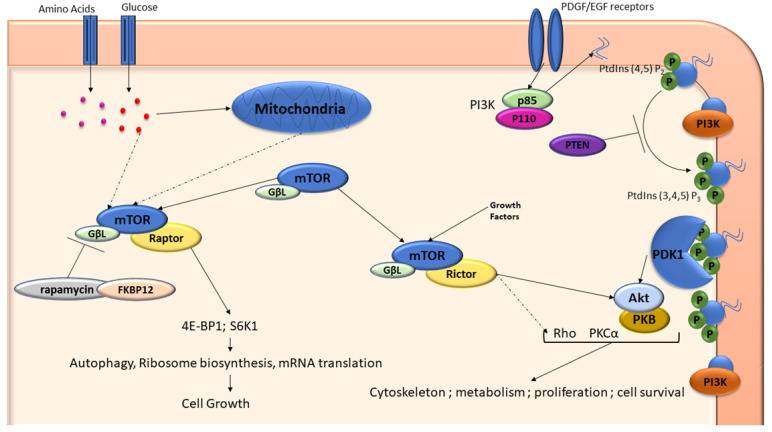 Amino Acids
Glucose
PDGF/EGF receptors
PtdIns (4,5) P2
P
P
PI3K
p85
P110
PI3K
Mitochondria
PTEN
P
P
P
PtdIns (3,4,5) P3
mTOR
GβL
mTOR
GβL
Raptor
Growth
Factors
mTOR
GβL
Rictor
PDK1
P
P
P
rapamycin
FKBP12
Akt
PKB
P
P
P
4E-BP1; S6K1
Rho PKCα
Autophagy, Ribosome biosynthesis, mRNA translation
PI3K
Cytoskeleton ; metabolism ; proliferation ; cell survival
Cell Growth